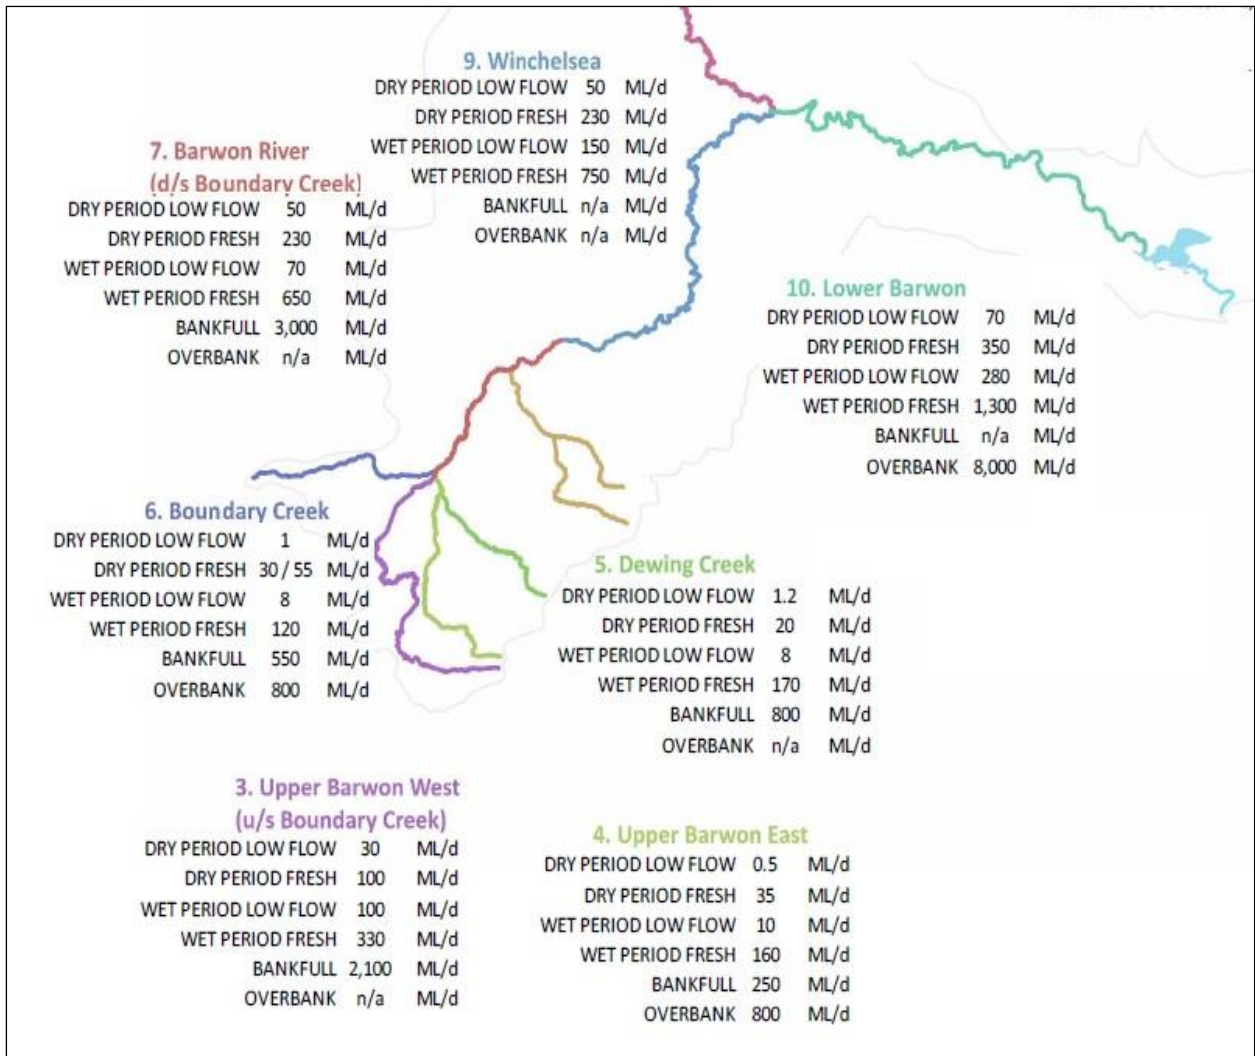 9. Winchelsea
DRY PERIOD LOW FLOW 50 ML/d
DRY PERIOD FRESH 230 ML/d
WET PERIOD LOW FLOW 150 ML/d
WET PERIOD FRESH 750 ML/d
BANKFULL n/a ML/d
OVERBANK n/a ML/d
7. Barwon River
(d/s Boundary Creek)
DRY PERIOD LOW FLOW 50 ML/d
DRY PERIOD FRESH 230 ML/d
WET PERIOD LOW FLOW 70 ML/d
WET PERIOD FRESH 650 ML/d
BANKFULL 3,000 ML/d
OVERBANK n/a ML/d
10. Lower Barwon
DRY PERIOD LOW FLOW 70 ML/d
DRY PERIOD FRESH 350 ML/d
WET PERIOD LOW FLOW 280 ML/d
WET PERIOD FRESH 1,300 ML/d
BANKFULL n/a ML/d
OVERBANK 8,000 ML/d
6. Boundary Creek
DRY PERIOD LOW FLOW 1 ML/d
DRY PERIOD FRESH 30 / 55 ML/d
WET PERIOD LOW FLOW 8 ML/d
WET PERIOD FRESH 120 ML/d
BANKFULL 550 ML/d
OVERBANK 800 ML/d
5. Dewing Creek
DRY PERIOD LOW FLOW 1.2 ML/d
DRY PERIOD FRESH 20 ML/d
WET PERIOD LOW FLOW 8 ML/d
WET PERIOD FRESH 170 ML/d
BANKFULL 800 ML/d
OVERBANK n/a ML/d
3. Upper Barwon West
(u/s Boundary Creek)
DRY PERIOD LOW FLOW 30 ML/d
DRY PERIOD FRESH 100 ML/d
WET PERIOD LOW FLOW 100 ML/d
WET PERIOD FRESH 330 ML/d
BANKFULL 2,100 ML/d
OVERBANK n/a ML/d
4. Upper Barwon East
DRY PERIOD LOW FLOW 0.5 ML/d
DRY PERIOD FRESH 35 ML/d
WET PERIOD LOW FLOW 10 ML/d
WET PERIOD FRESH 160 ML/d
BANKFULL 250 ML/d
OVERBANK 800 ML/d